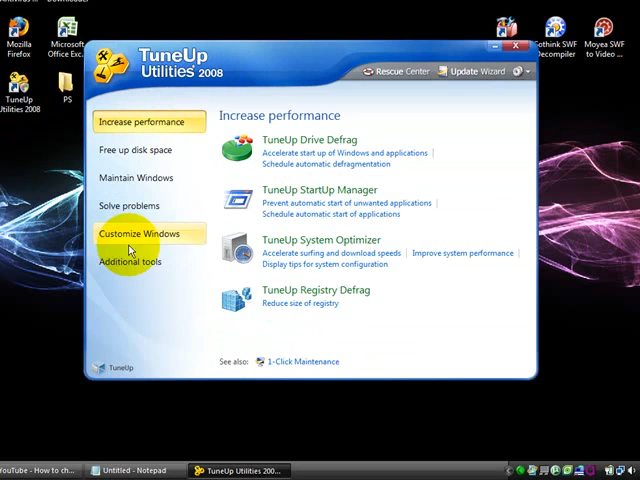 Mozilla
Firefox
Microsoft
Office Exc...
TuneUp
Utilities 2008
PS
Sothink SWF
Decompiler
Moyea SWF
to Video ...
TuneUp
Utilities 2008
Rescue Center
Update Wizard
Increase performance
Free up disk space
Maintain Windows
Solve problems
Customize Windows
Additional tools
TuneUp
Increase performance
TuneUp Drive Defrag
Accelerate start up of Windows and applications
Schedule automatic defragmentation
TuneUp StartUp Manager
Prevent automatic start of unwanted applications
Schedule automatic start of applications
TuneUp System Optimizer
Accelerate surfing and download speeds
Improve system performance
Display tips for system configuration
TuneUp Registry Defrag
Reduce size of registry
See also: 1-Click Maintenance
YouTube - How to ch...
Untitled - Notepad
TuneUp Utilities 200...